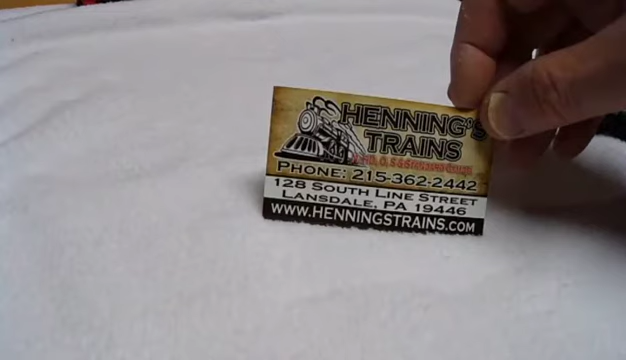 HENNING'S
TRAINS
PHONE: 215-362-2442
128 SOUTH LINE STREET
LANSDALE, PA 19446
WWW.HENNINGSTRAINS.COM